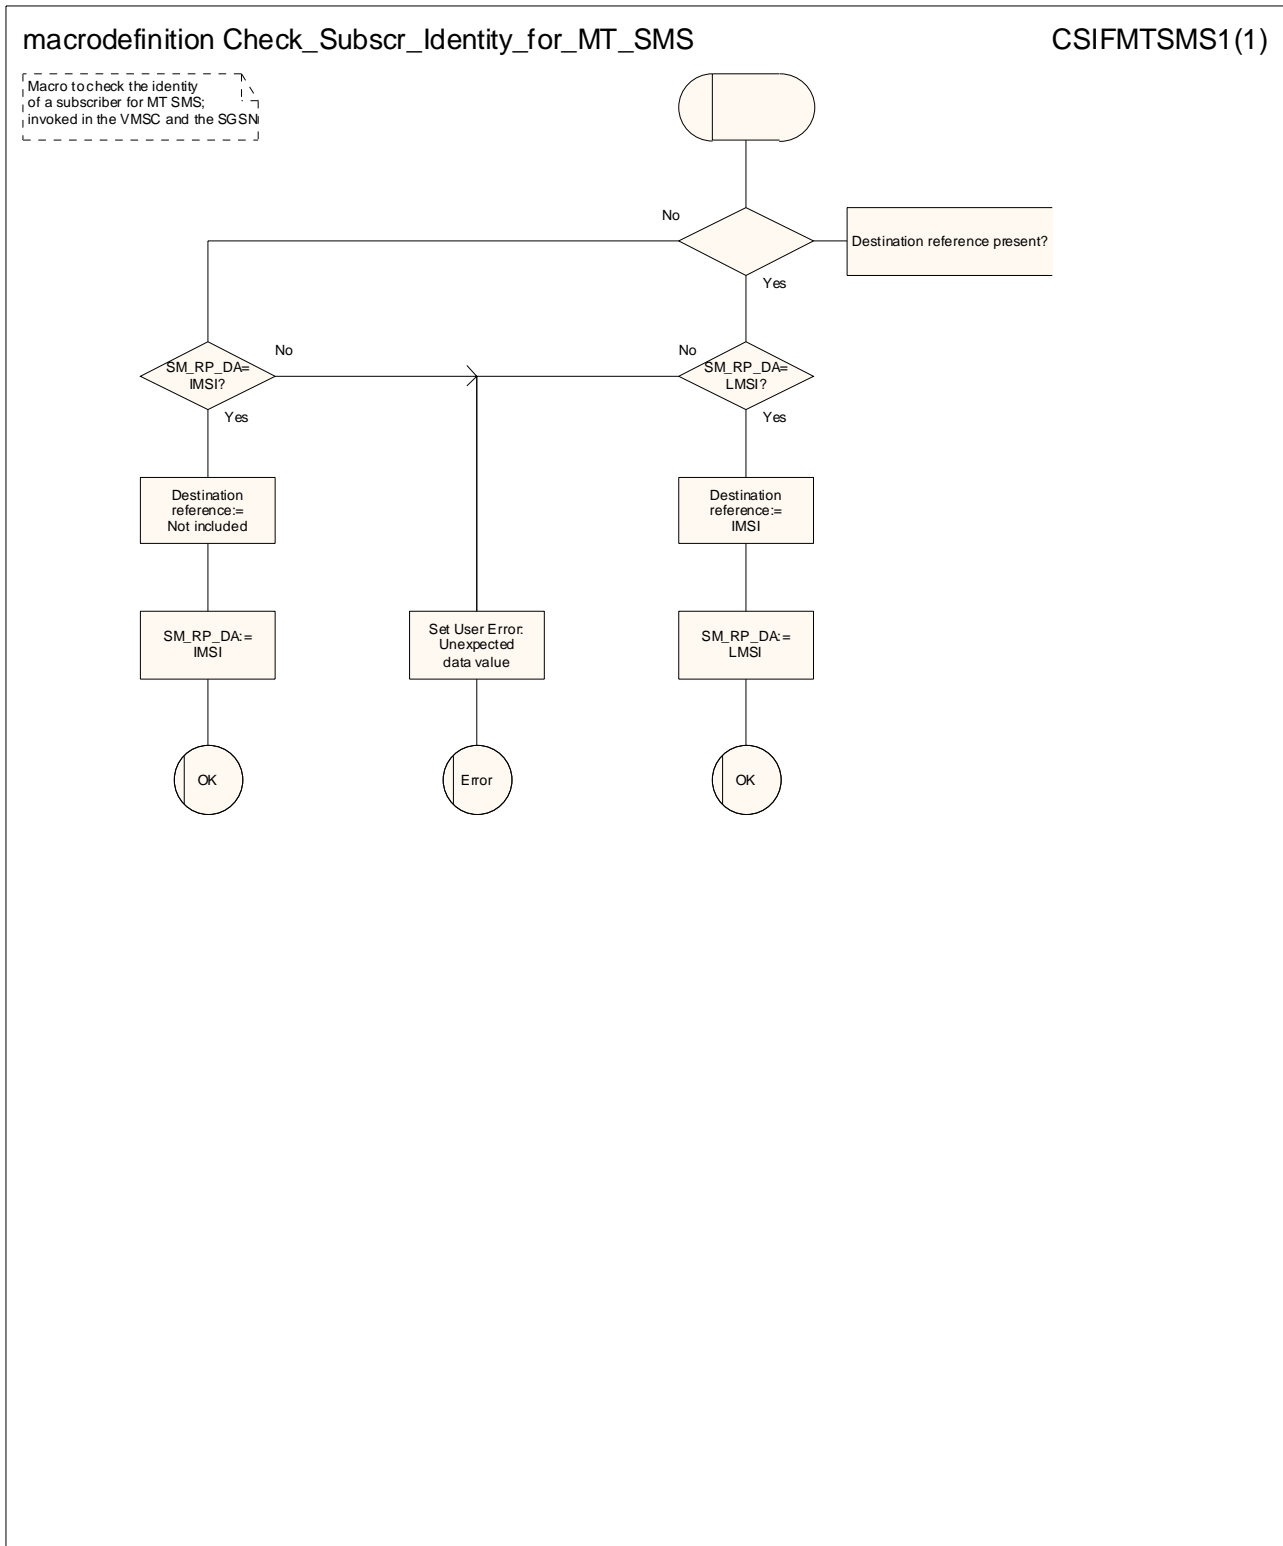 macrodefinition Check_Subscr_Identity_for_MT_SMS
CSIFMTSMS1(1)
Macro to check the identity
of a subscriber for MT SMS;
invoked in the VMSC and the SGSN
No
Destination reference present?
Yes
SM_RP_DA=
IMSI?
No
Yes
No
SM_RP_DA=
LMSI?
Yes
Destination
reference:=
Not included
Destination
reference:=
IMSI
SM_RP_DA:=
IMSI
Set User Error:
Unexpected
data value
SM_RP_DA:=
LMSI
OK
Error
OK